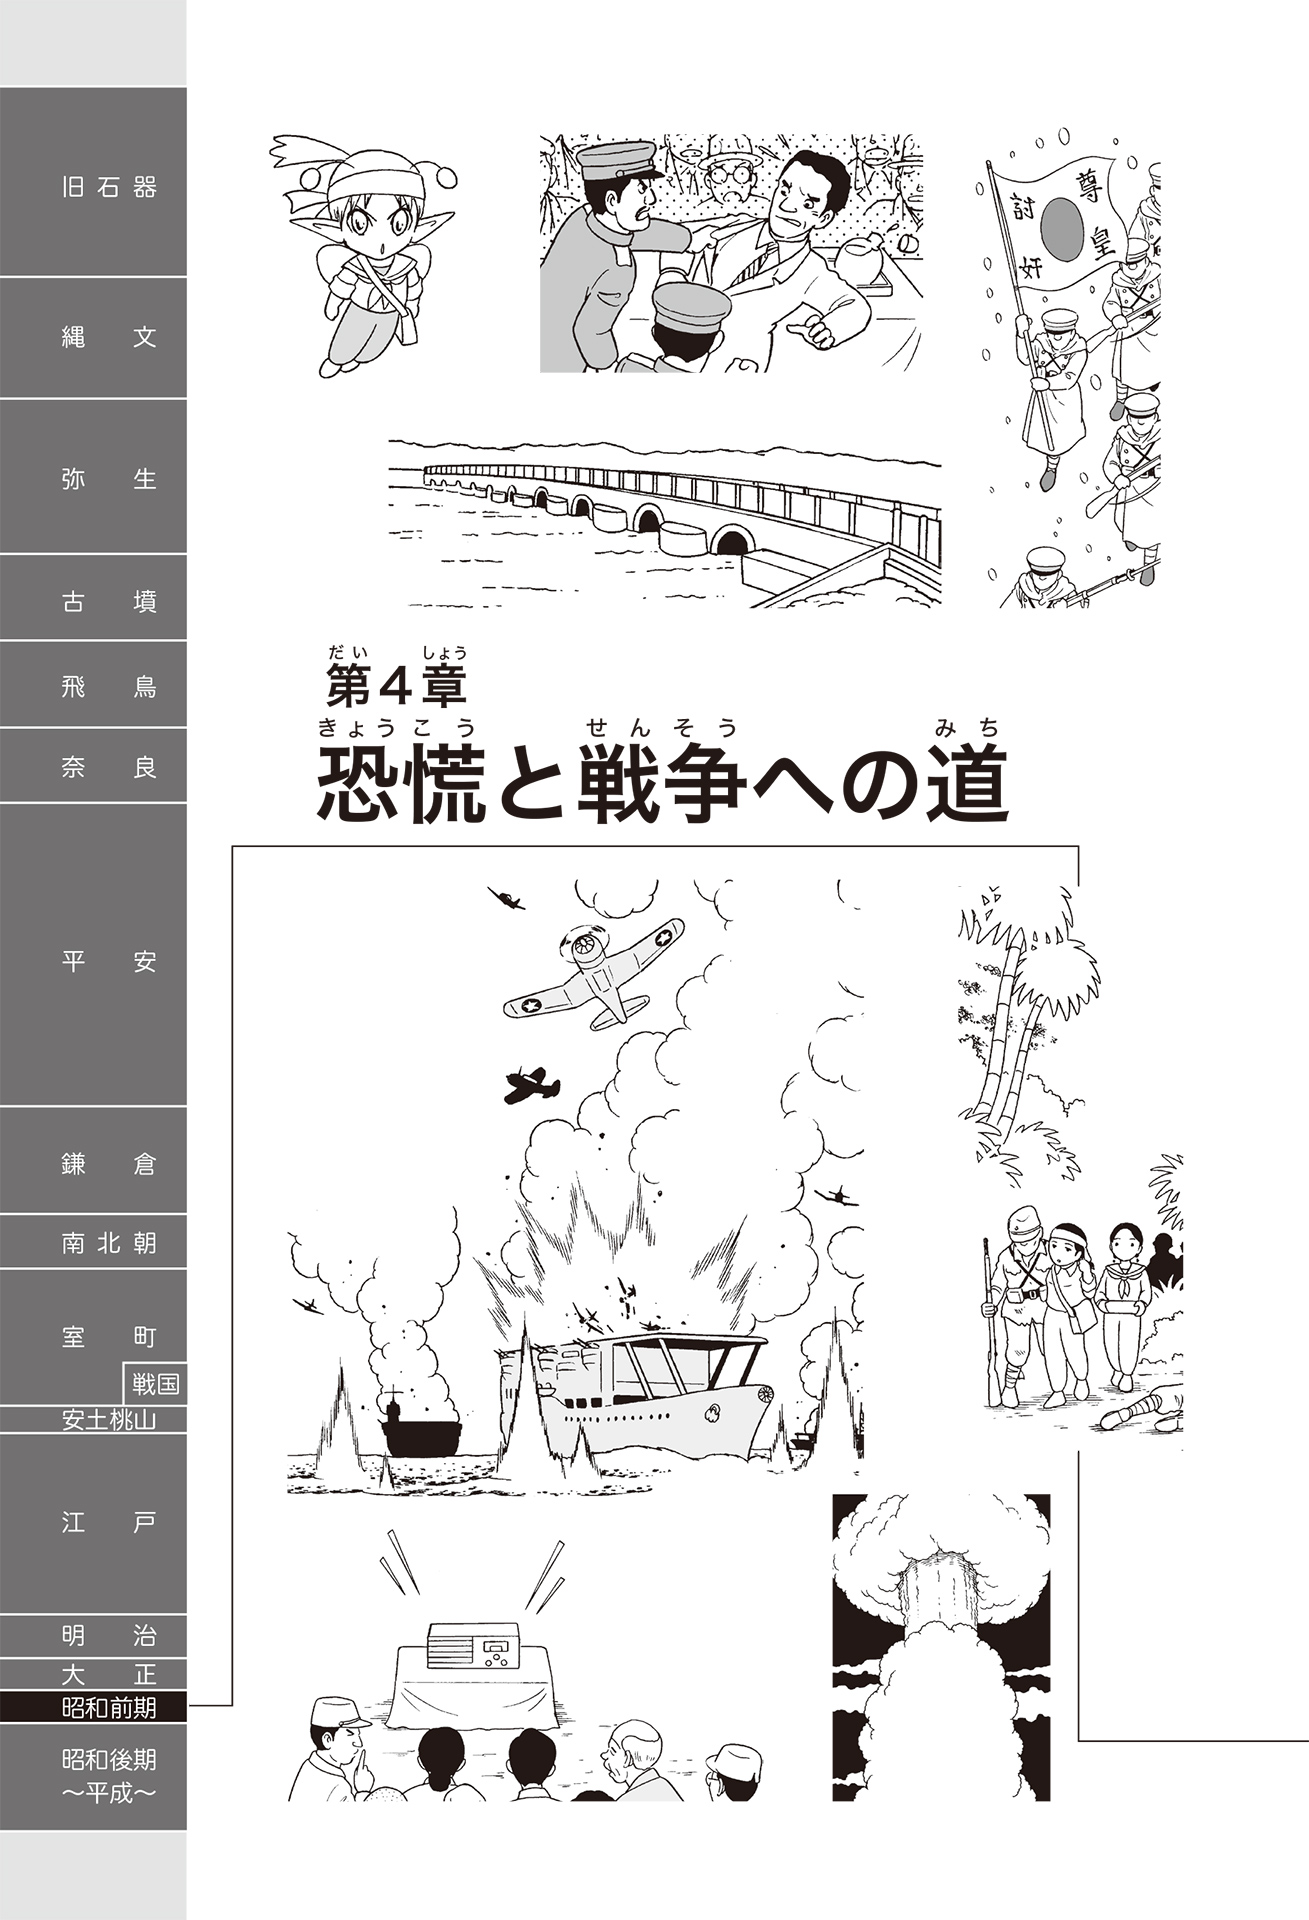 旧石器
縄文
弥生
古墳
飛鳥
奈良
平安
鎌倉
南北朝
室町
戦国
安土桃山
江戸
明治
大正
昭和前期
昭和後期
〜平成〜
尊皇
討奸
だい しょう
第4章
きょうこう せんそう みち
恐慌と戦争への道